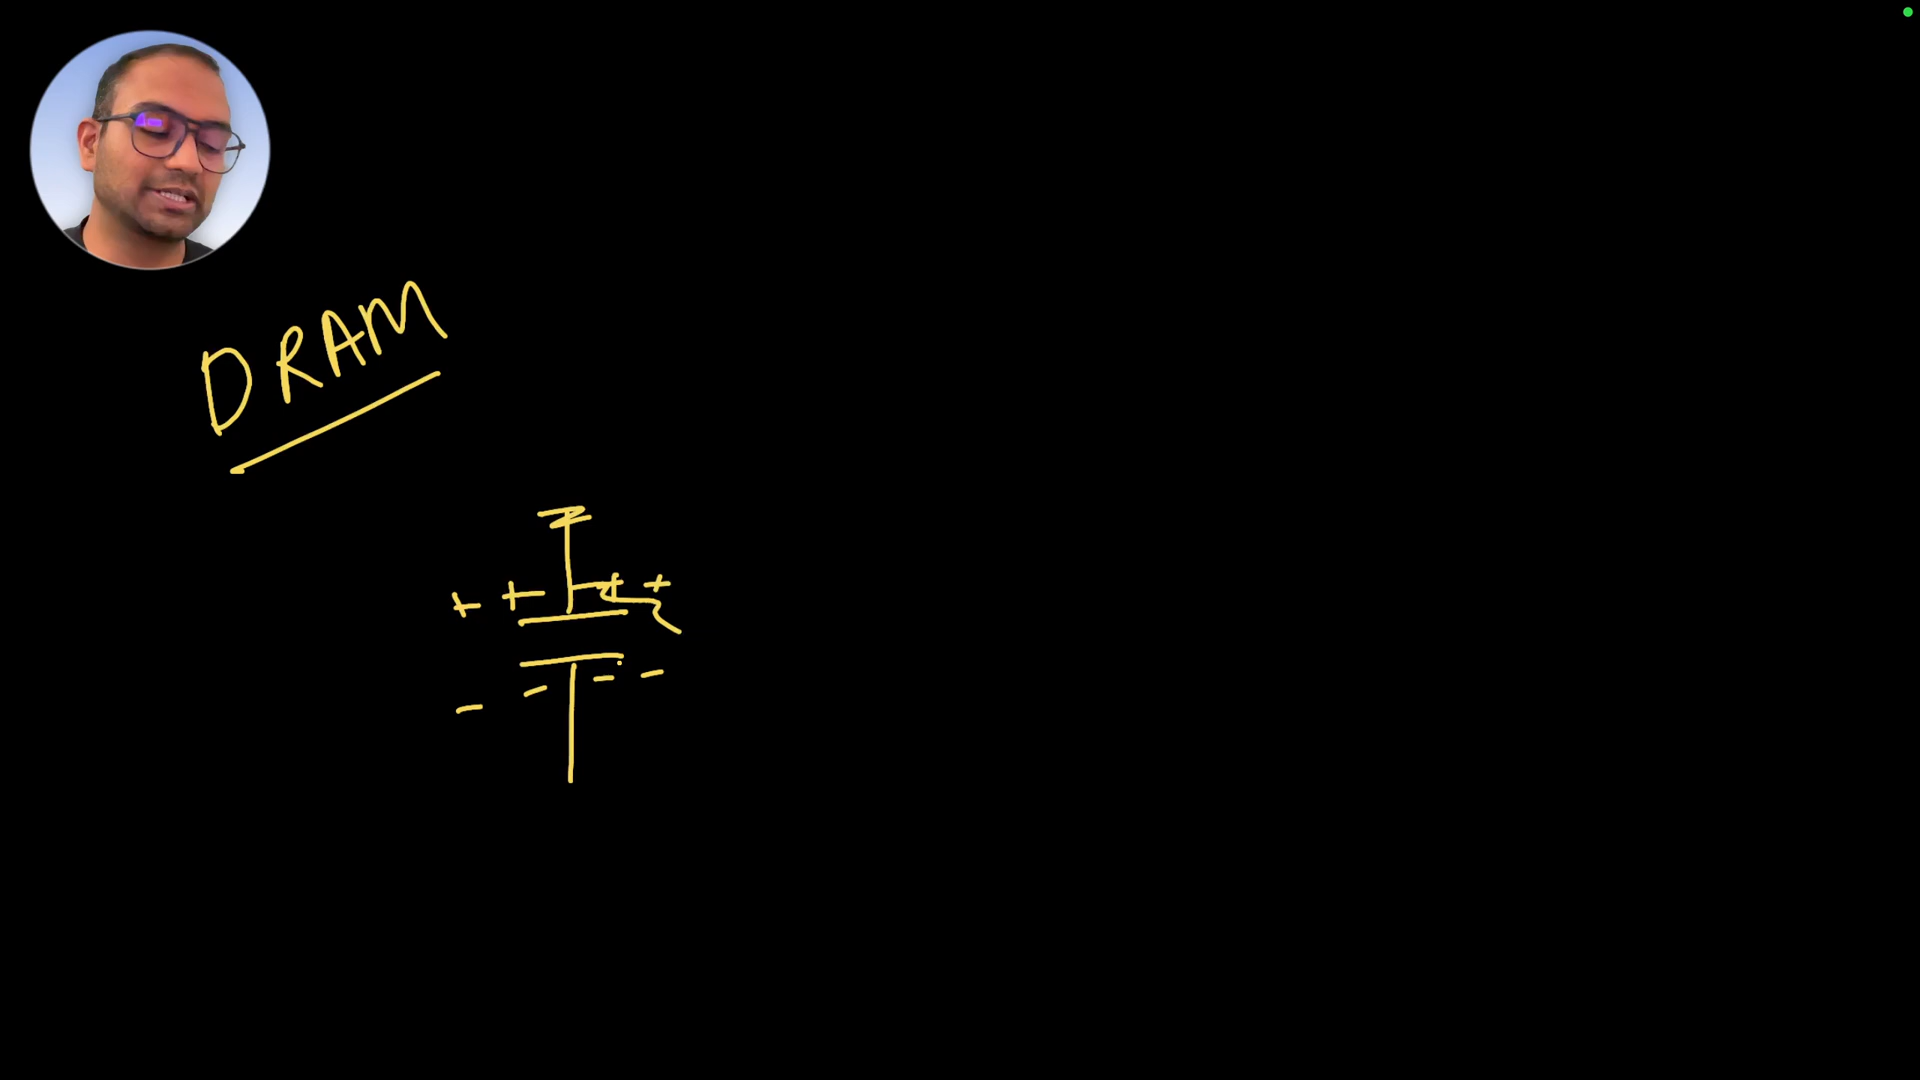 DRAM
+ + + +
- - - -